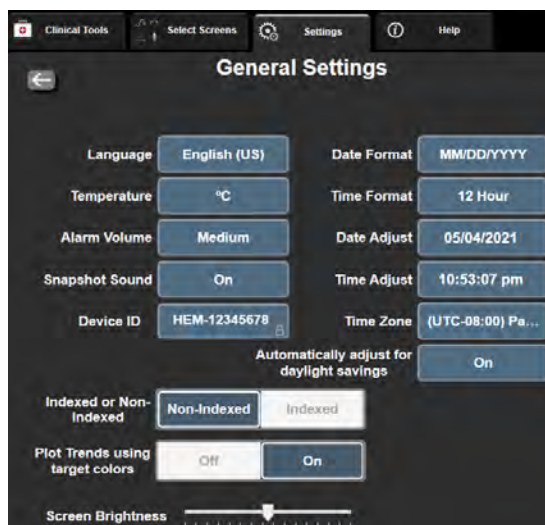 Clinical Tools
Select Screens
Settings
Help
General Settings
Language
English (US)
Date Format
MM/DD/YYYY
Temperature
ºC
Time Format
12 Hour
Alarm Volume
Medium
Date Adjust
05/04/2021
Snapshot Sound
On
Time Adjust
10:53:07 pm
Device ID
HEM-12345678
Time Zone
(UTC-08:00) Pa...
Automatically adjust for
daylight savings
On
Indexed or Non-
Indexed
Non-Indexed
Indexed
Plot Trends using
target colors
Off
On
Screen Brightness